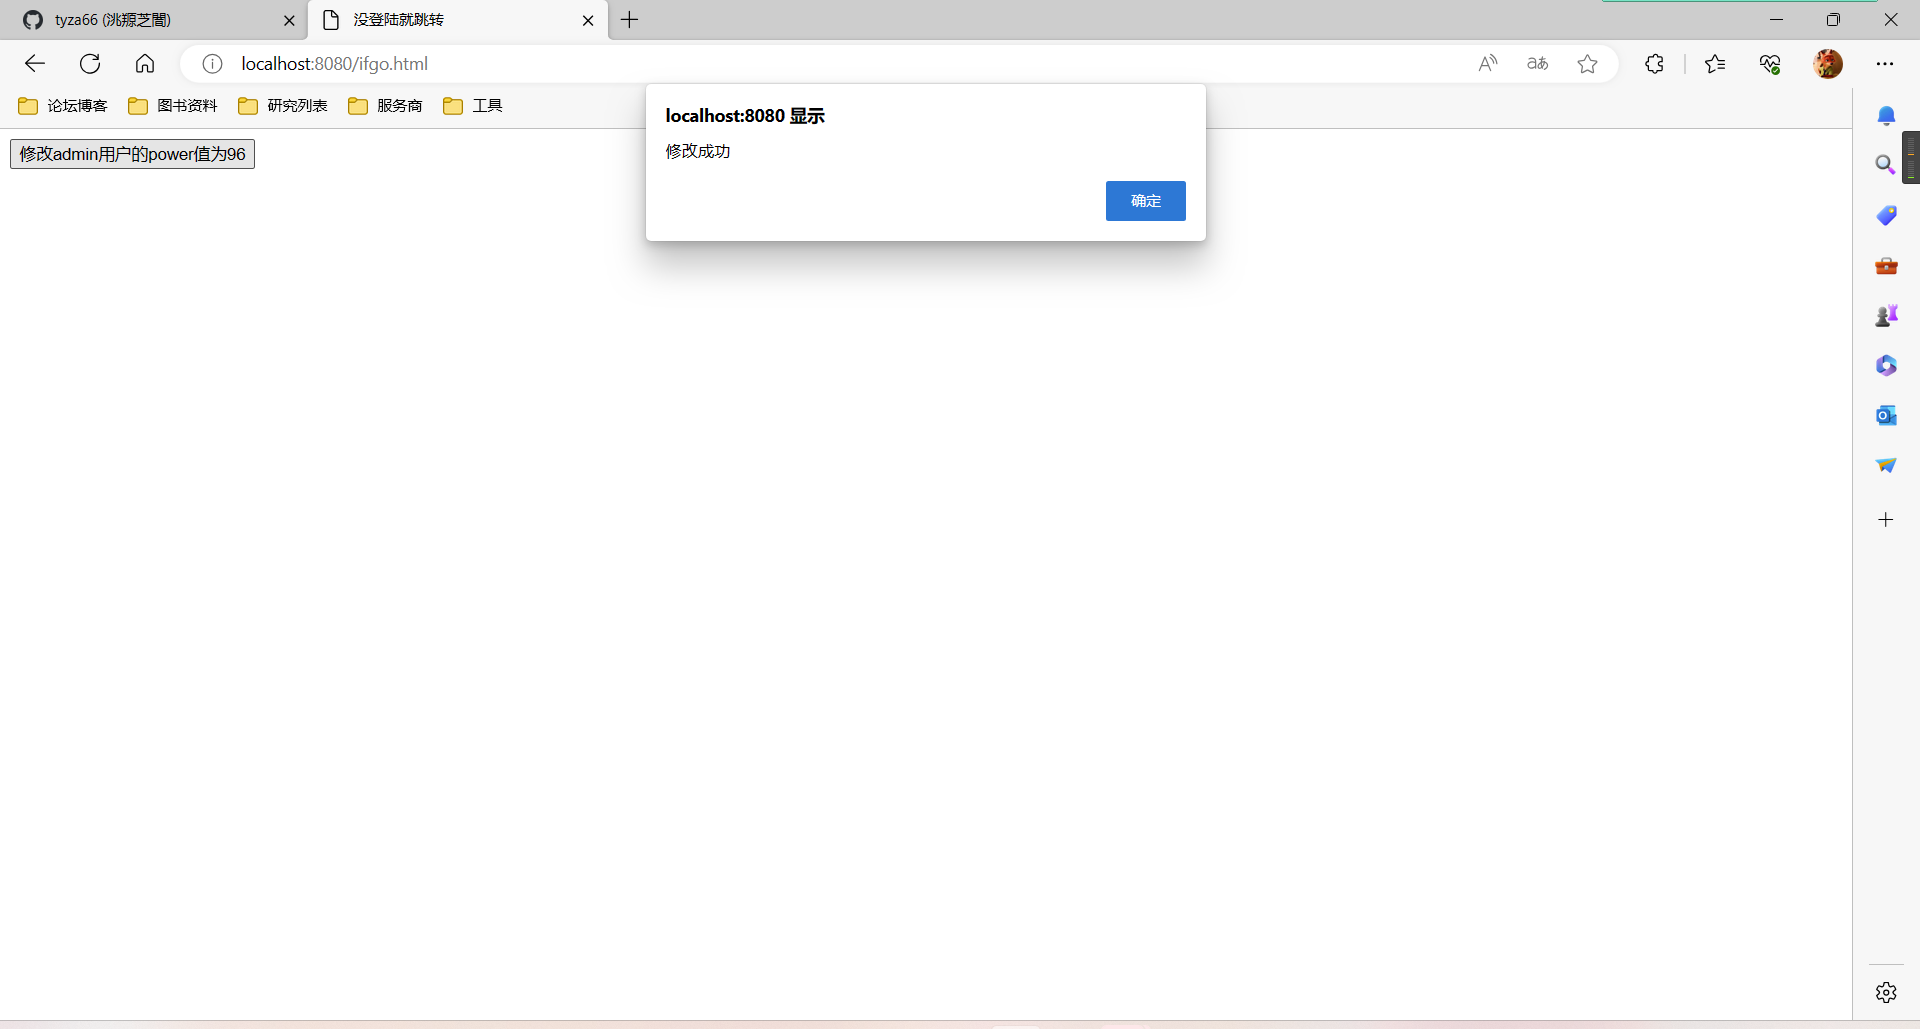 tyza66 (洮羱芝闇)
没登陆就跳转
localhost:8080/ifgo.html
论坛博客
图书资料
研究列表
服务商
工具
localhost:8080 显示
修改成功
确定
修改admin用户的power值为96